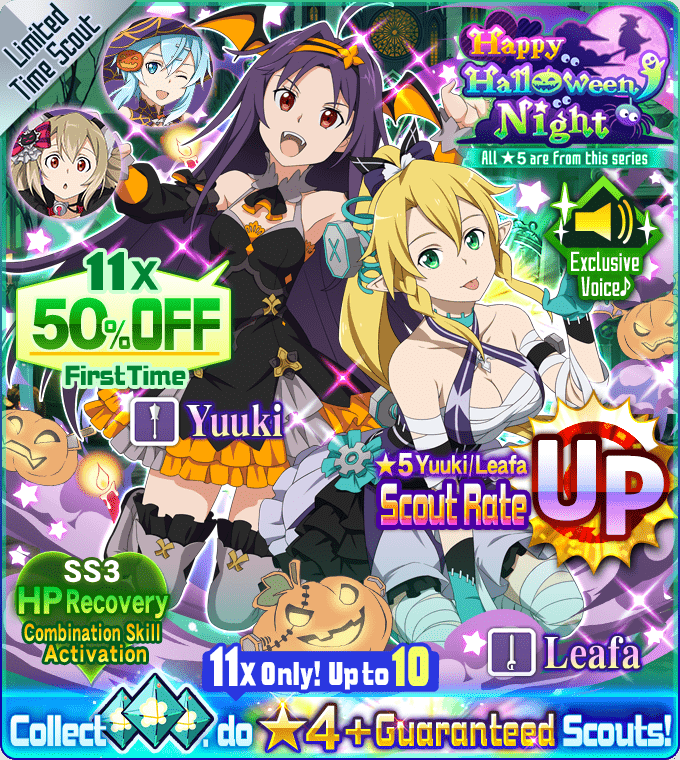 Limited
Time Scout
Happy
Halloween
Night
All ★5 are from this series
Exclusive
Voice♪
11x
50%OFF
First Time
Yuuki
★5 Yuuki/Leafa
Scout Rate
UP
SS3
HP Recovery
Combination Skill
Activation
Leafa
11x Only! Up to 10
Collect , do ★4+Guaranteed Scouts!